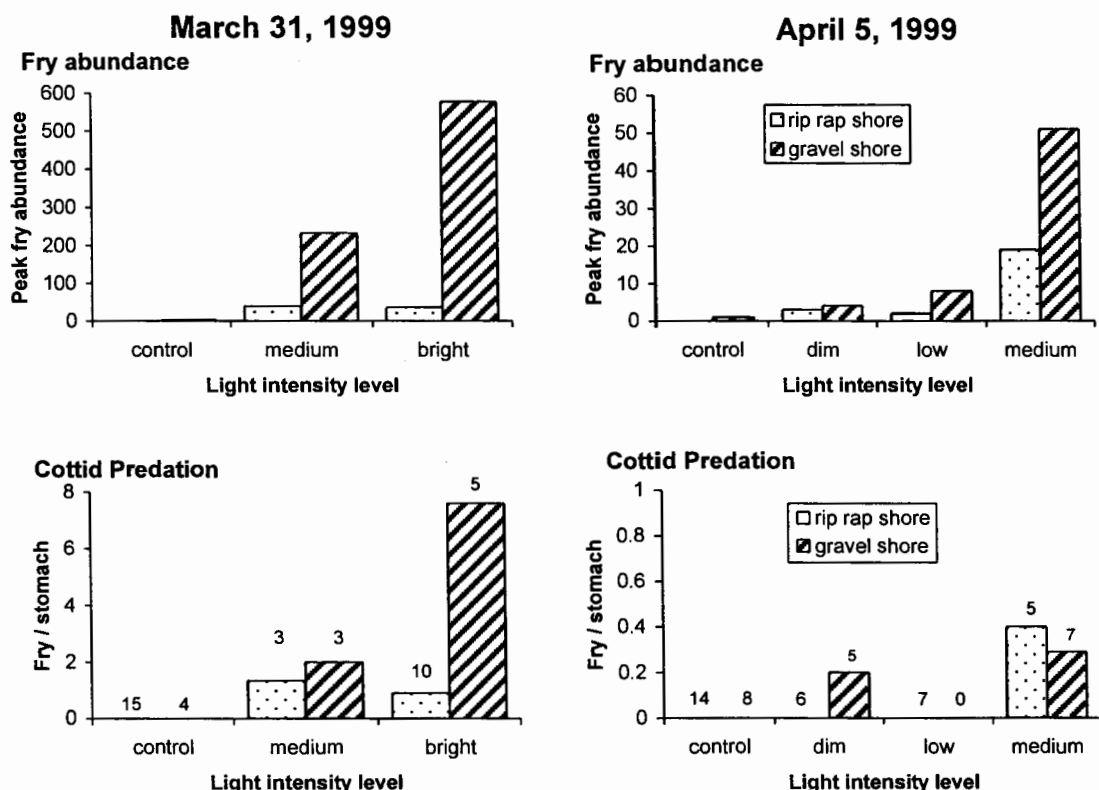 March 31, 1999
Fry abundance
Peak fry abundance
600
500
400
300
200
100
0
control medium bright
Light intensity level
April 5, 1999
Fry abundance
Peak fry abundance
60
50
40
30
20
10
0
rip rap shore
gravel shore
control dim low medium
Light intensity level
Cottid Predation
Fry / stomach
8
6
4
2
0
15 4 3 3 10 5
control medium bright
Light intensity level
Cottid Predation
Fry / stomach
1
0.8
0.6
0.4
0.2
0
rip rap shore
gravel shore
14 8 6 5 7 0 5 7
control dim low medium
Light intensity level